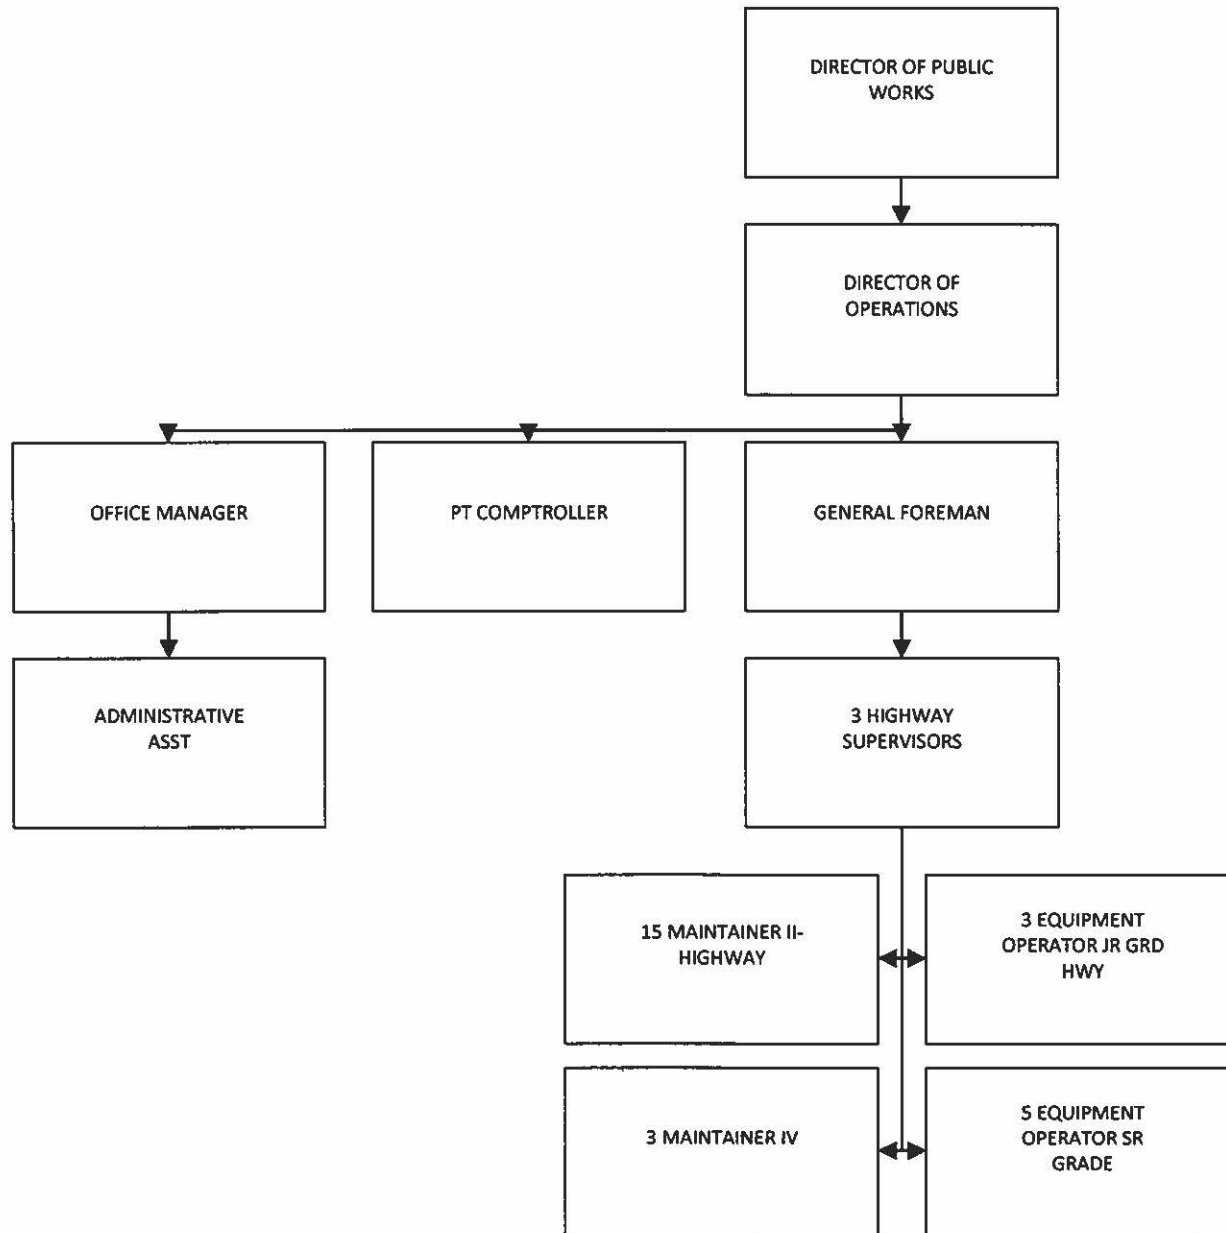 DIRECTOR OF PUBLIC
WORKS
DIRECTOR OF
OPERATIONS
OFFICE MANAGER
PT COMPTROLLER
GENERAL FOREMAN
ADMINISTRATIVE
ASST
3 HIGHWAY
SUPERVISORS
15 MAINTAINER II-
HIGHWAY
3 EQUIPMENT
OPERATOR JR GRD
HWY
3 MAINTAINER IV
5 EQUIPMENT
OPERATOR SR
GRADE